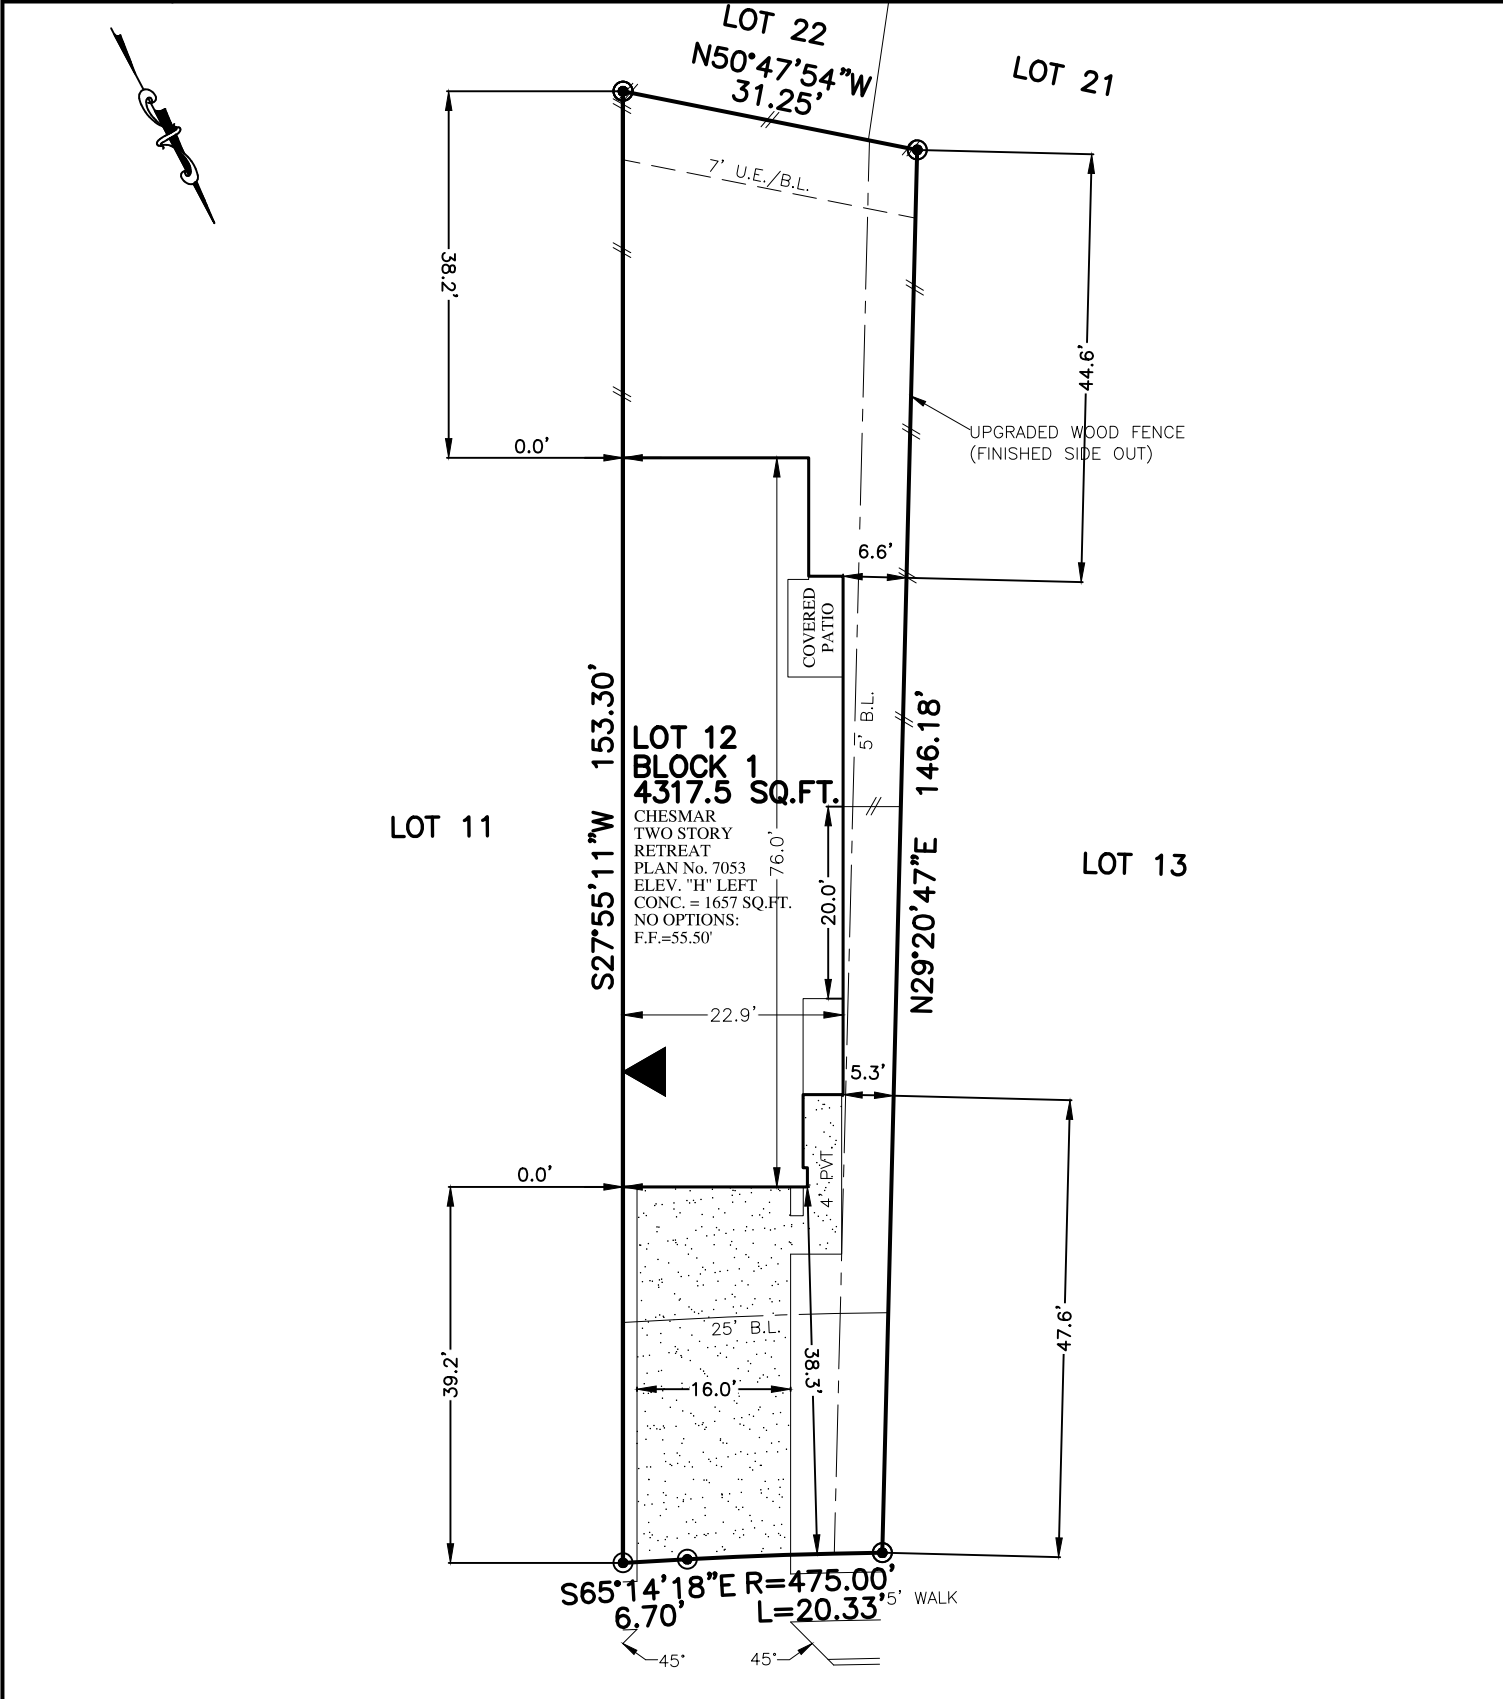 LOT 22
N50°47'54"W
31.25'
LOT 21
7' U.E./B.L.
38.2'
44.6'
UPGRADED WOOD FENCE
(FINISHED SIDE OUT)
0.0'
6.6'
COVERED
PATIO
S27°55'11"W 153.30'
5' B.L.
N29°20'47"E 146.18'
LOT 12
BLOCK 1
4317.5 SQ.FT.
CHESMAR
TWO STORY
RETREAT
PLAN No. 7053
ELEV. "H" LEFT
CONC. = 1657 SQ.FT.
NO OPTIONS:
F.F.=55.50'
76.0'
20.0'
LOT 11
LOT 13
22.9'
5.3'
4' PVT.
0.0'
25' B.L.
38.3'
39.2'
47.6'
16.0'
S65°14'18"E
6.70'
R=475.00'
L=20.33'
5' WALK
45°
45°